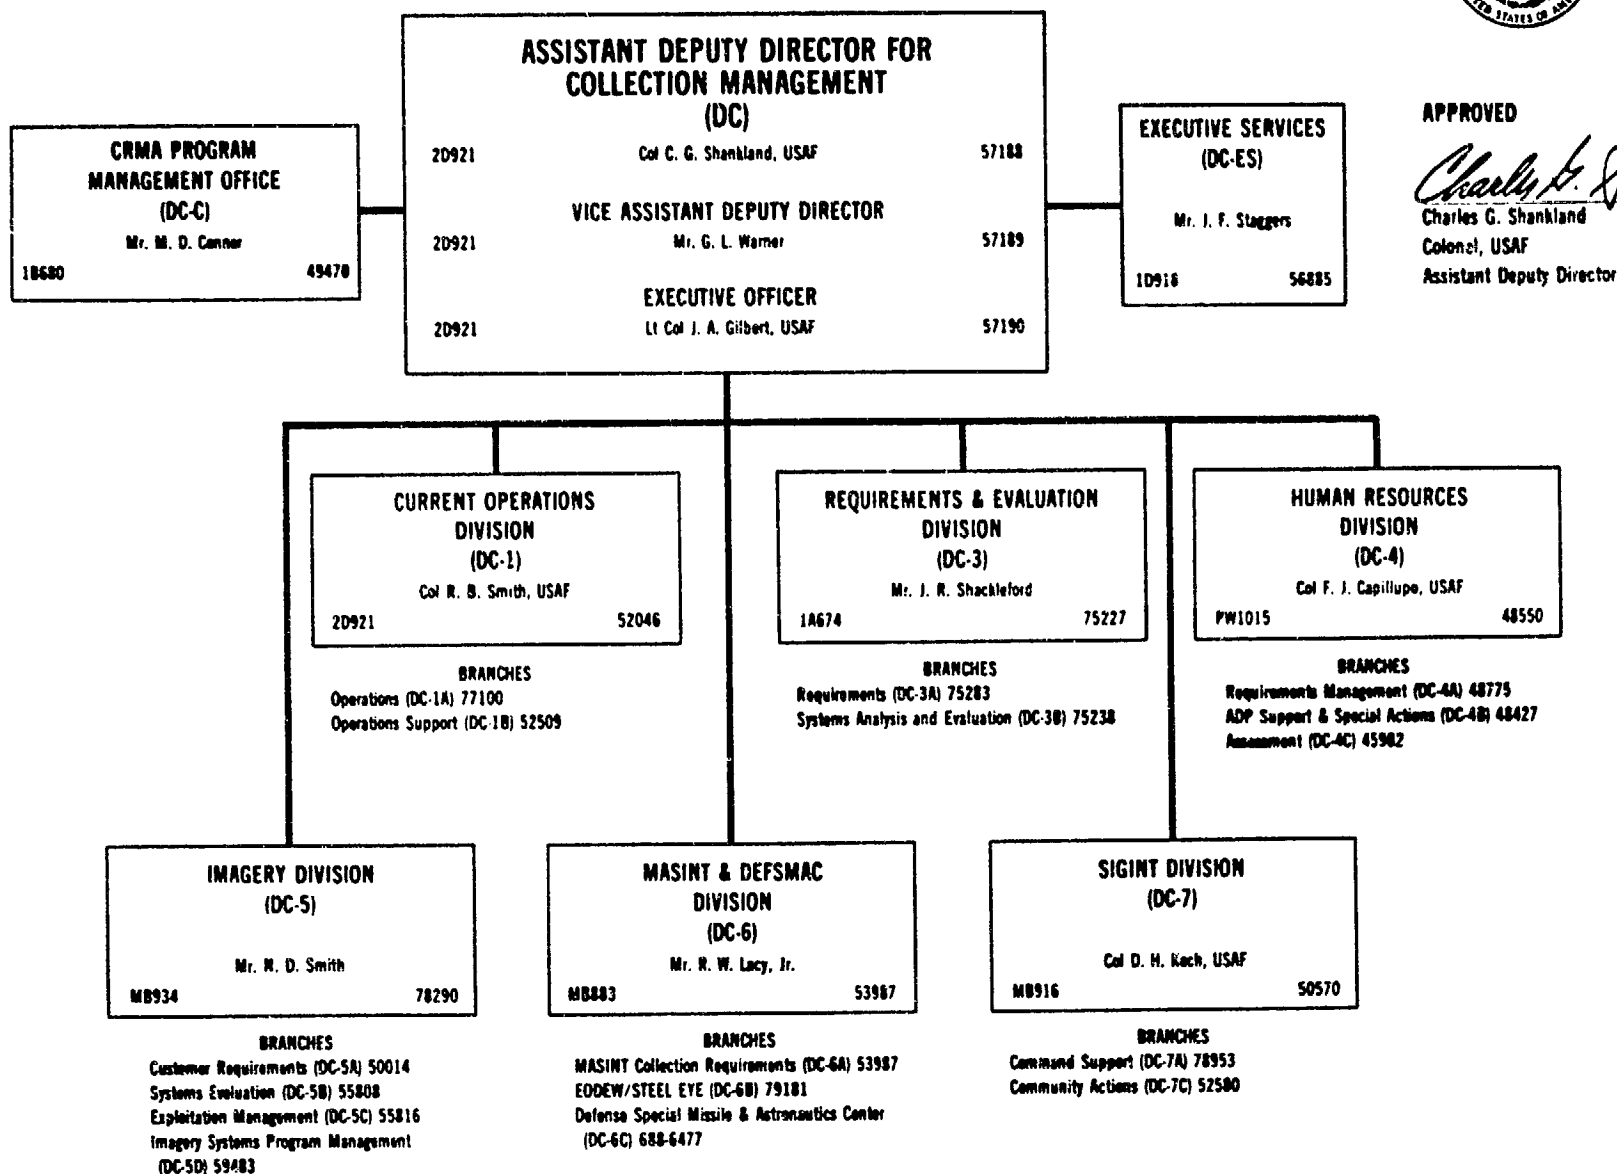 UNITED STATES OF AMERICA
ASSISTANT DEPUTY DIRECTOR FOR
COLLECTION MANAGEMENT
(DC)
2D921 Col C. G. Shankland, USAF 57188
VICE ASSISTANT DEPUTY DIRECTOR
2D921 Mr. G. L. Warner 57189
EXECUTIVE OFFICER
2D921 Lt Col J. A. Gilbert, USAF 57190
CRMA PROGRAM
MANAGEMENT OFFICE
(DC-C)
Mr. M. D. Connor
1B680 49470
EXECUTIVE SERVICES
(DC-ES)
Mr. J. F. Staggers
1D918 56885
APPROVED
Charles G.
Charles G. Shankland
Colonel, USAF
Assistant Deputy Director
CURRENT OPERATIONS
DIVISION
(DC-1)
Col R. B. Smith, USAF
2D921 52046
BRANCHES
Operations (DC-1A) 77100
Operations Support (DC-1B) 52509
REQUIREMENTS & EVALUATION
DIVISION
(DC-3)
Mr. J. R. Shackleford
1A674 75227
BRANCHES
Requirements (DC-3A) 75283
Systems Analysis and Evaluation (DC-3B) 75238
HUMAN RESOURCES
DIVISION
(DC-4)
Col F. J. Capillupo, USAF
PW1015 48550
BRANCHES
Requirements Management (DC-4A) 48775
ADP Support & Special Actions (DC-4B) 48427
Assessment (DC-4C) 45982
IMAGERY DIVISION
(DC-5)
Mr. N. D. Smith
MB934 78290
BRANCHES
Customer Requirements (DC-5A) 50014
Systems Evaluation (DC-5B) 55808
Exploitation Management (DC-5C) 55816
Imagery Systems Program Management
(DC-5D) 59483
MASINT & DEFSMAC
DIVISION
(DC-6)
Mr. R. W. Lacy, Jr.
MB883 53987
BRANCHES
MASINT Collection Requirements (DC-6A) 53987
EODEW/STEEL EYE (DC-6B) 79181
Defense Special Missile & Astronautics Center
(DC-6C) 688-6477
SIGINT DIVISION
(DC-7)
Col D. H. Koch, USAF
MB916 50570
BRANCHES
Command Support (DC-7A) 78953
Community Actions (DC-7C) 52580